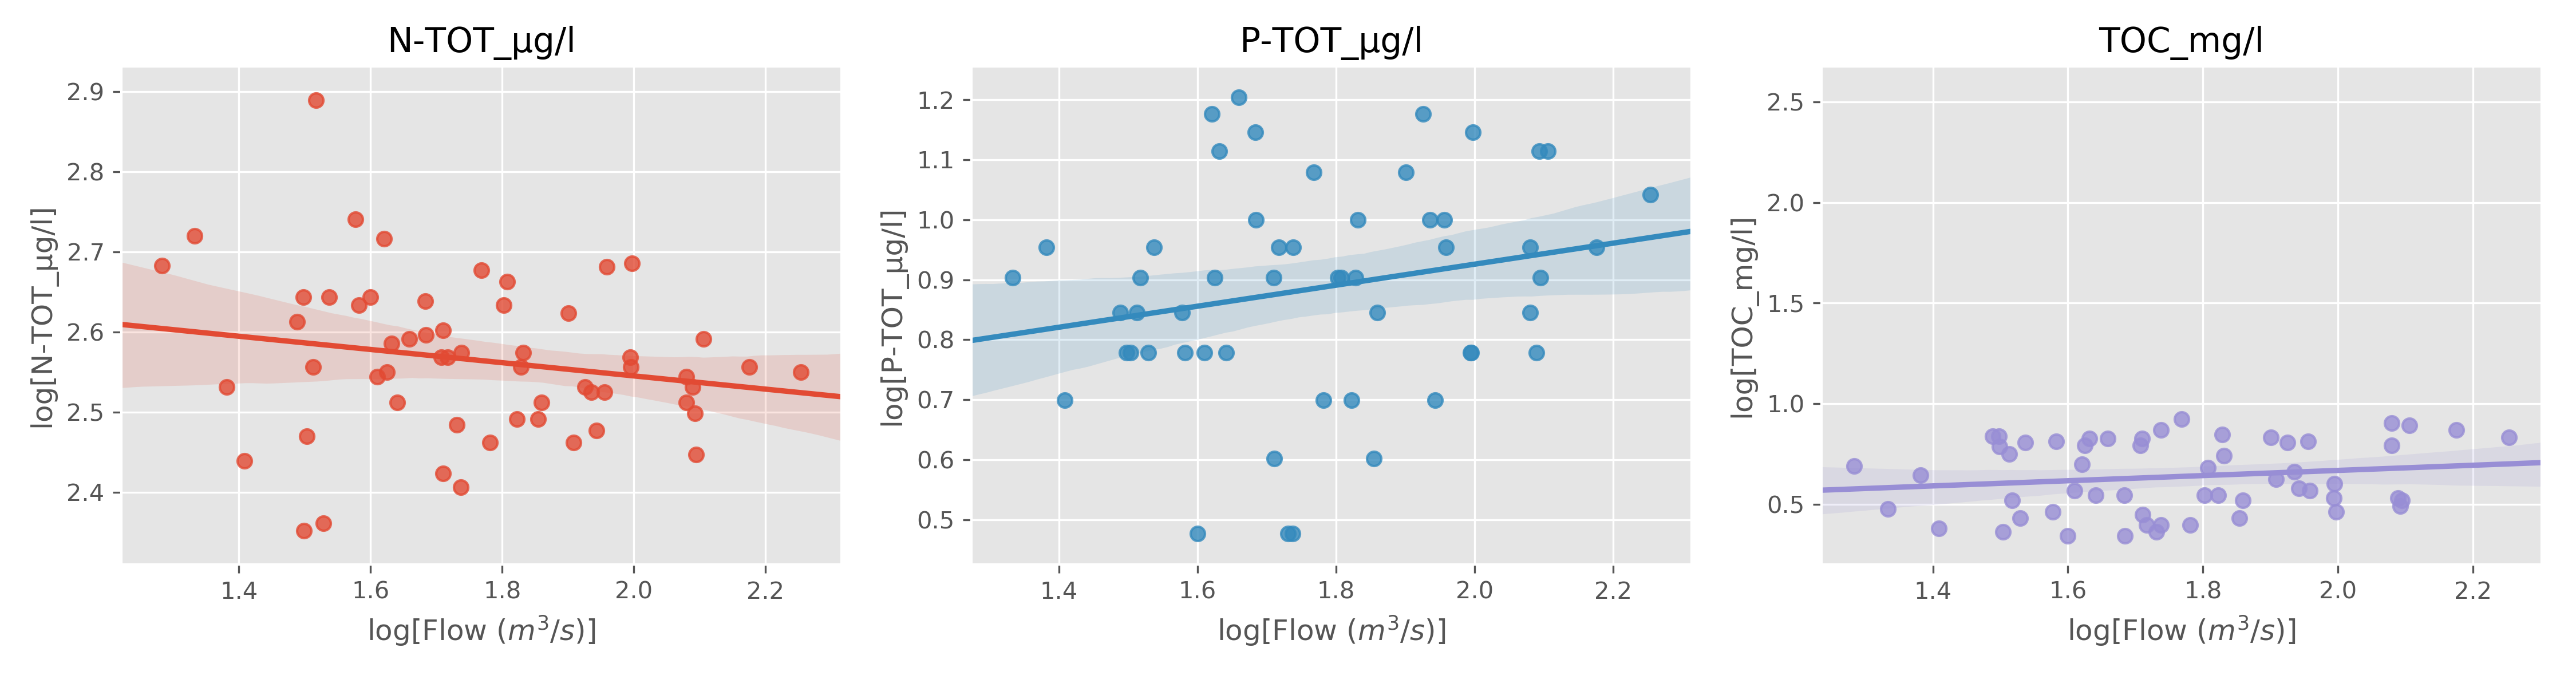 N-TOT_µg/l
P-TOT_µg/l
TOC_mg/l
log[N-TOT_µg/l]
2.9
2.8
2.7
2.6
2.5
2.4
1.4 1.6 1.8 2.0 2.2
log[Flow (m³/s)]
log[P-TOT_µg/l]
1.2
1.1
1.0
0.9
0.8
0.7
0.6
0.5
1.4 1.6 1.8 2.0 2.2
log[Flow (m³/s)]
log[TOC_mg/l]
2.5
2.0
1.5
1.0
0.5
1.4 1.6 1.8 2.0 2.2
log[Flow (m³/s)]